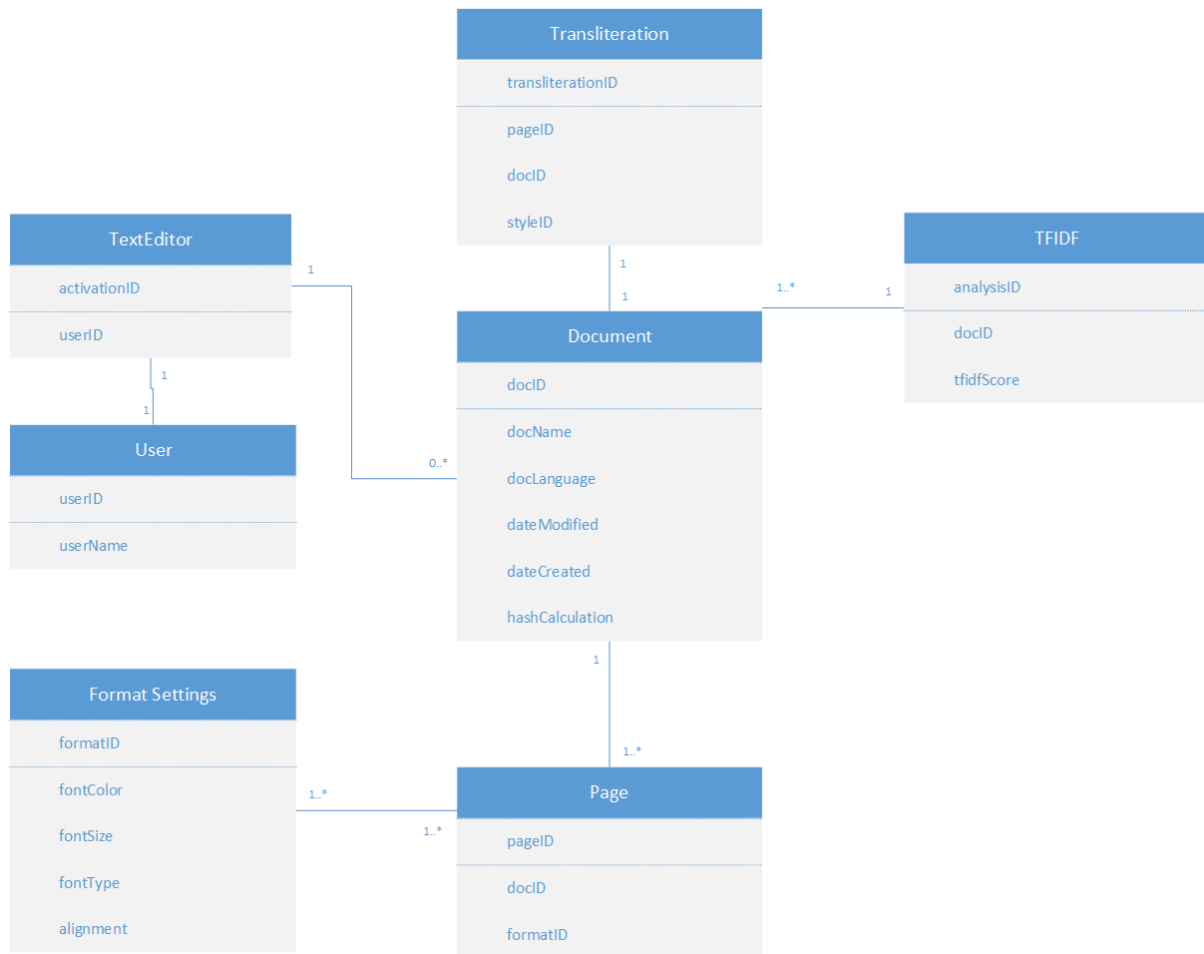 Transliteration
transliterationID
pageID
docID
styleID
TextEditor
activationID
userID
TFIDF
analysisID
docID
tfidfScore
1
1
1
1..*
1
Document
docID
docName
docLanguage
dateModified
dateCreated
hashCalculation
1
1
User
userID
userName
0..*
1
1..*
Format Settings
formatID
fontColor
fontSize
fontType
alignment
1..*
1..*
Page
pageID
docID
formatID